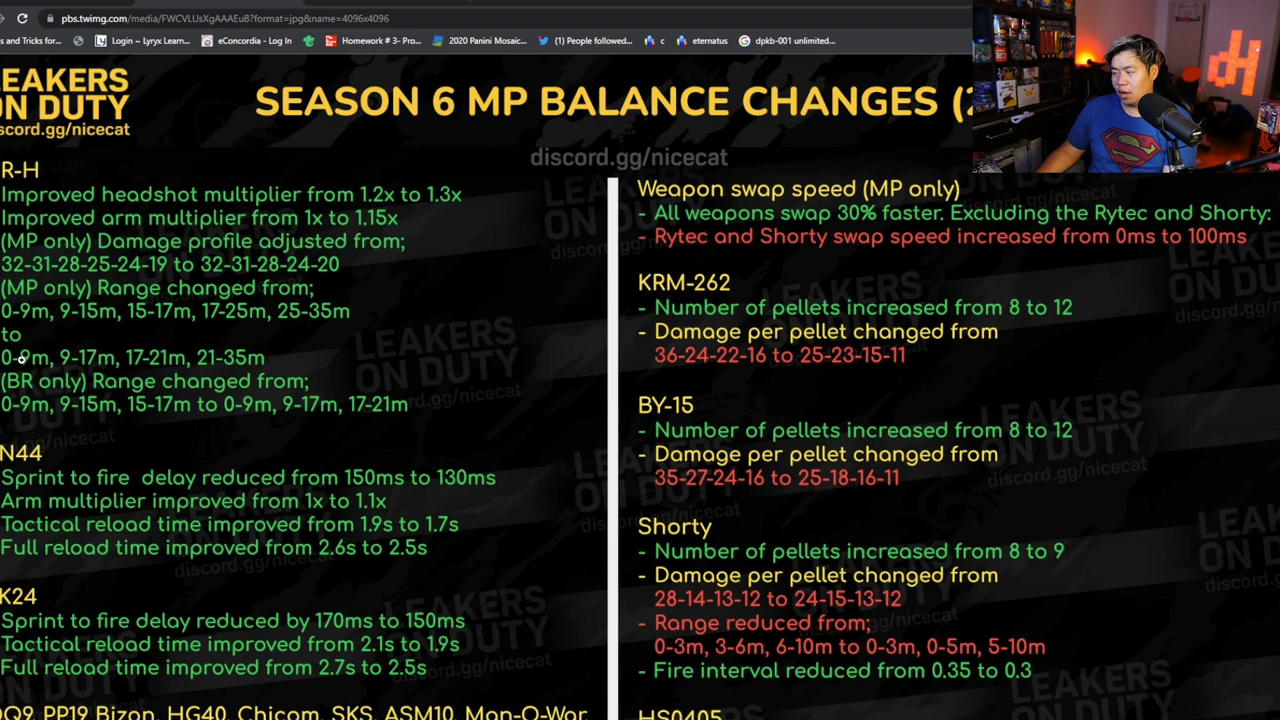 pbs.twimg.com/media/FWCVLUsXgAAAEuB?format=jpg&name=4096x4096
s and Tricks for...
Login ~ Lyryx Learn...
eConcordia - Log In
Homework # 3- Pro...
2020 Panini Mosaic...
(1) People followed...
c
eternatus
dpkb-001 unlimited...
EAKERS
ON DUTY
scord.gg/nicecat
SEASON 6 MP BALANCE CHANGES (2
discord.gg/nicecat
R-H
Improved headshot multiplier from 1.2x to 1.3x
Improved arm multiplier from 1x to 1.15x
(MP only) Damage profile adjusted from;
32-31-28-25-24-19 to 32-31-28-24-20
(MP only) Range changed from;
0-9m, 9-15m, 15-17m, 17-25m, 25-35m
to
0-9m, 9-17m, 17-21m, 21-35m
(BR only) Range changed from;
0-9m, 9-15m, 15-17m to 0-9m, 9-17m, 17-21m
N44
Sprint to fire delay reduced from 150ms to 130ms
Arm multiplier improved from 1x to 1.1x
Tactical reload time improved from 1.9s to 1.7s
Full reload time improved from 2.6s to 2.5s
K24
Sprint to fire delay reduced by 170ms to 150ms
Tactical reload time improved from 2.1s to 1.9s
Full reload time improved from 2.7s to 2.5s
QQ9, PP19 Bizon, HG40, Chicom, SKS, ASM10, Man-O-War,
Weapon swap speed (MP only)
- All weapons swap 30% faster. Excluding the Rytec and Shorty:
- Rytec and Shorty swap speed increased from 0ms to 100ms
KRM-262
- Number of pellets increased from 8 to 12
- Damage per pellet changed from
36-24-22-16 to 25-23-15-11
BY-15
- Number of pellets increased from 8 to 12
- Damage per pellet changed from
35-27-24-16 to 25-18-16-11
Shorty
- Number of pellets increased from 8 to 9
- Damage per pellet changed from
28-14-13-12 to 24-15-13-12
- Range reduced from;
0-3m, 3-6m, 6-10m to 0-3m, 0-5m, 5-10m
- Fire interval reduced from 0.35 to 0.3
HS0405
LEAKERS
ON DUTY